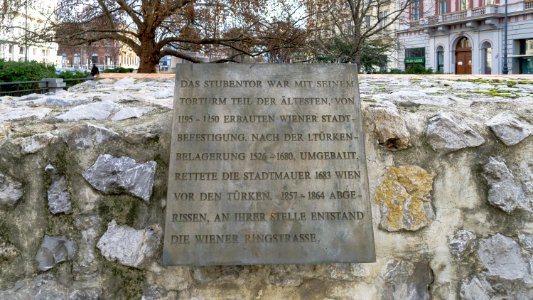 DAS STUBENTOR WAR MIT SEINEM
TORTURM TEIL DER ÄLTESTEN, VON
1195 - 1250 ERBAUTEN WIENER STADT-
BEFESTIGUNG. NACH DER I.TÜRKEN-
BELAGERUNG 1526 - 1680, UMGEBAUT,
RETTETE DIE STADTMAUER 1683 WIEN
VOR DEN TÜRKEN. 1857 - 1864 ABGE-
RISSEN, AN IHRER STELLE ENTSTAND
DIE WIENER RINGSTRASSE.